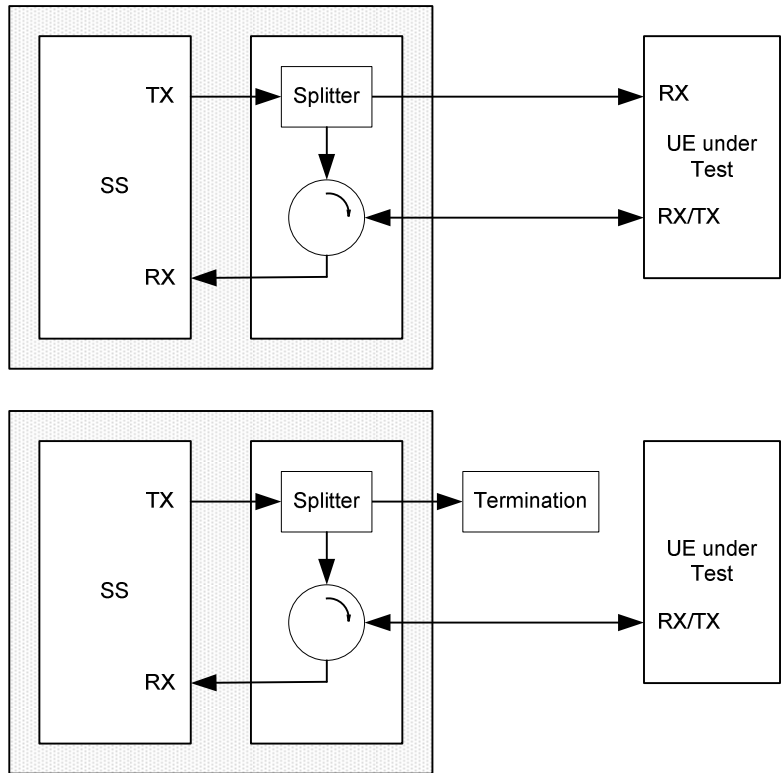 TX
Splitter
RX
SS
UE under
Test
RX
RX/TX
TX
Splitter
Termination
SS
UE under
Test
RX
RX/TX